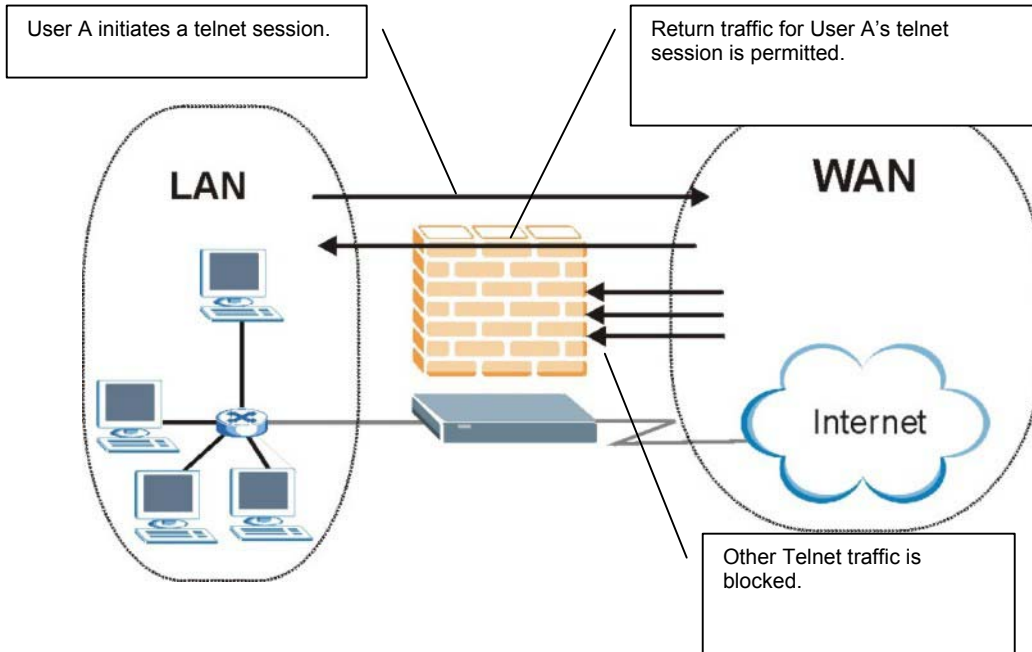 User A initiates a telnet session.
Return traffic for User A's telnet
session is permitted.
LAN
WAN
Internet
Other Telnet traffic is
blocked.